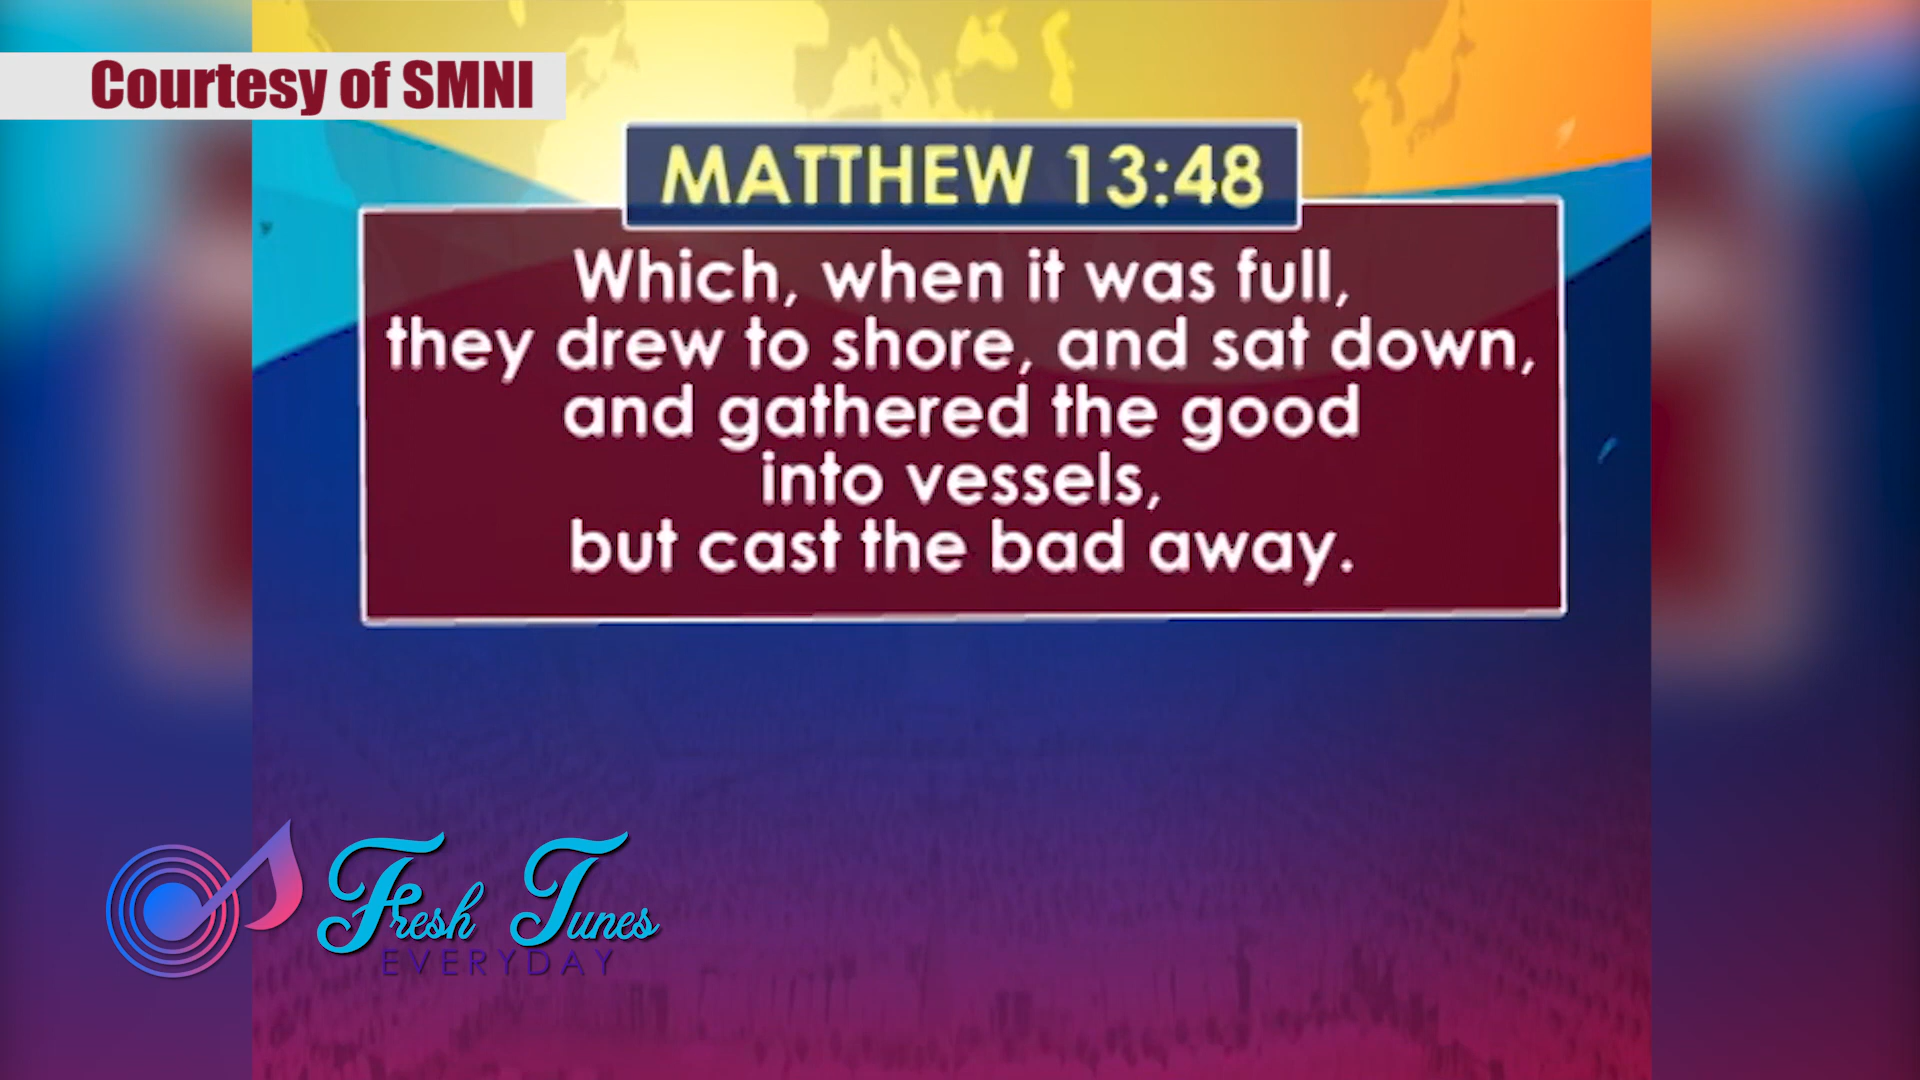 Courtesy of SMNI
MATTHEW 13:48
Which, when it was full,
they drew to shore, and sat down,
and gathered the good
into vessels,
but cast the bad away.
Fresh Tunes
EVERYDAY